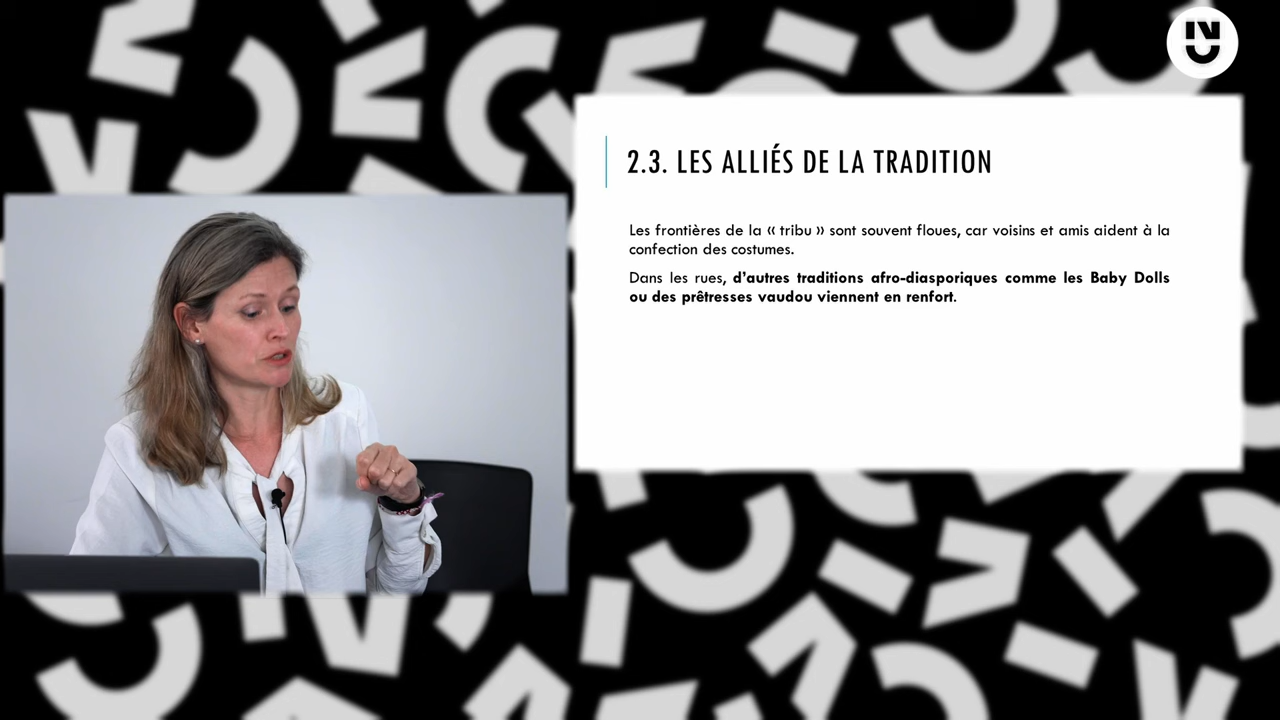 2.3. LES ALLIÉS DE LA TRADITION
Les frontières de la « tribu » sont souvent floues, car voisins et amis aident à la
confection des costumes.
Dans les rues, d'autres traditions afro-diasporiques comme les Baby Dolls
ou des prêtresses vaudou viennent en renfort.